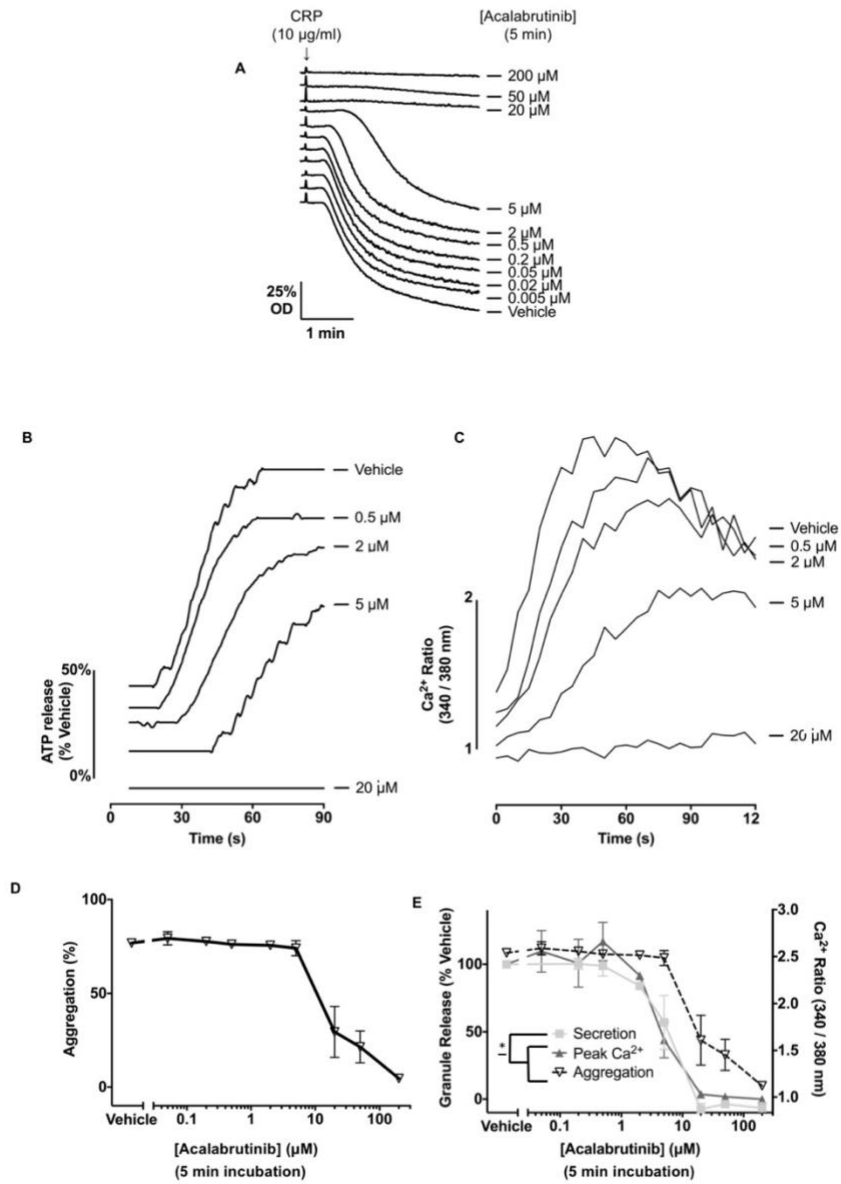 CRP
(10 µg/ml)
↓
[Acalabrutinib]
(5 min)
A
200 µM
50 µM
20 µM
5 µM
2 µM
0.5 µM
0.2 µM
0.05 µM
0.02 µM
0.005 µM
Vehicle
25%
OD
1 min
B
Vehicle
0.5 µM
2 µM
5 µM
20 µM
50%
0%
ATP release
(% Vehicle)
0 30 60 90
Time (s)
C
Vehicle
0.5 µM
2 µM
5 µM
20 µM
2
1
Ca²⁺ Ratio
(340 / 380 nm)
0 30 60 90 12
Time (s)
D
100
50
0
Aggregation (%)
Vehicle 0.1 1 10 100
[Acalabrutinib] (µM)
(5 min incubation)
E
100
50
0
Granule Release (% Vehicle)
3.0
2.5
2.0
1.5
1.0
Ca²⁺ Ratio (340 / 380 nm)
*
Secretion
Peak Ca²⁺
Aggregation
Vehicle 0.1 1 10 100
[Acalabrutinib] (µM)
(5 min incubation)